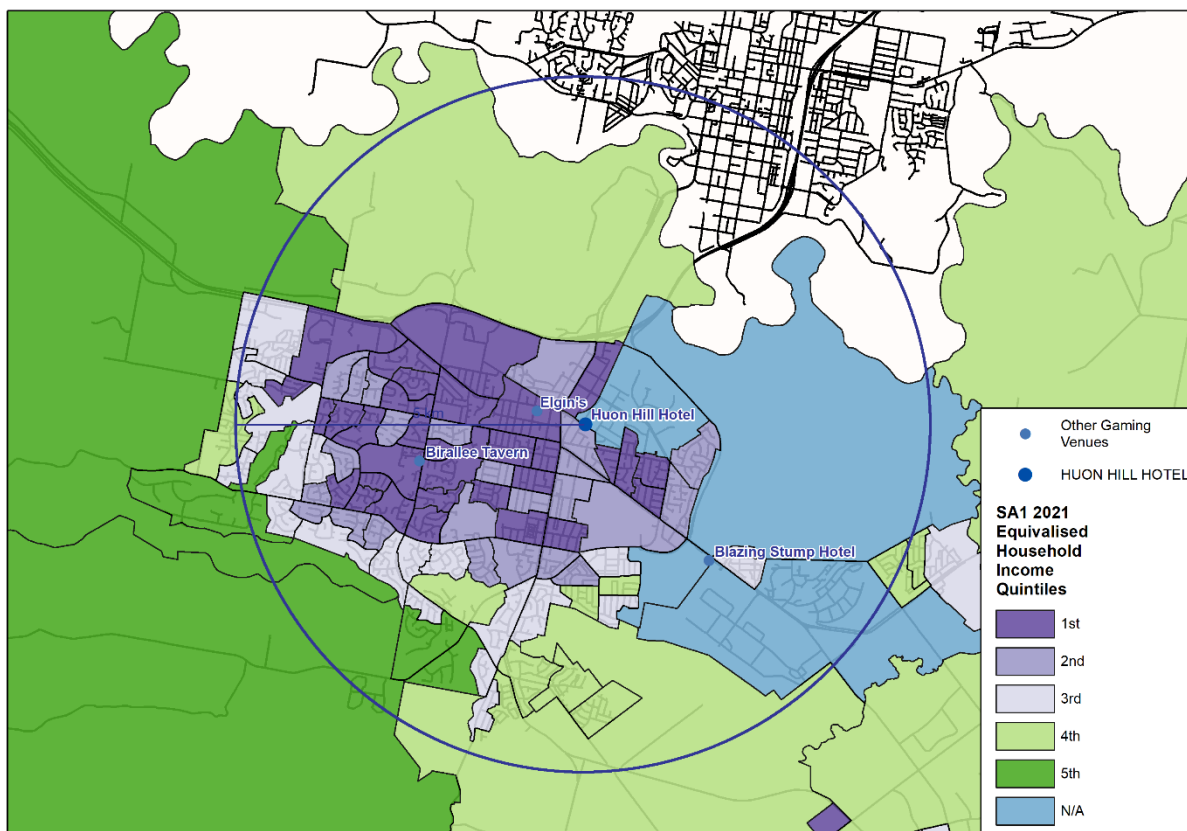 Elgin's
Huon Hill Hotel
Birallee Tavern
Blazing Stump Hotel
Other Gaming
Venues
HUON HILL HOTEL
SA1 2021
Equivalised
Household
Income
Quintiles
1st
2nd
3rd
4th
5th
N/A